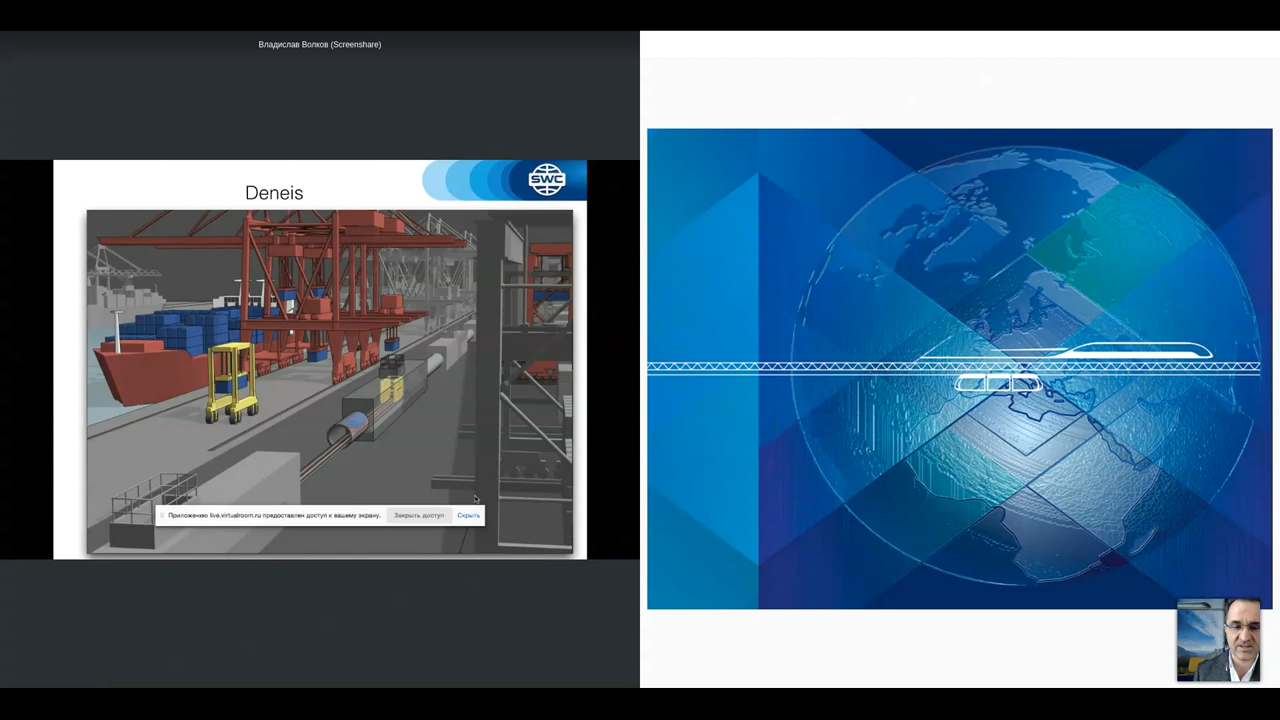 Владислав Волков (Screenshare)
Deneis
SWC
Приложению live.virtualroom.ru предоставлен доступ к вашему экрану.
Закрыть доступ
Скрыть